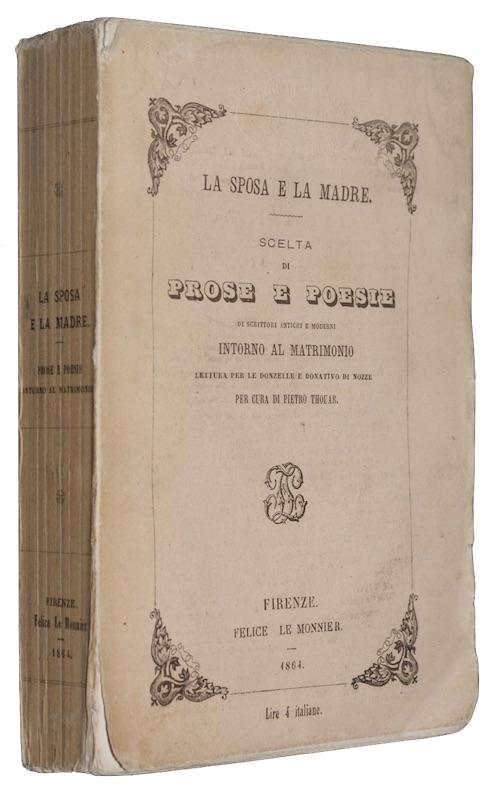 LA SPOSA
E LA MADRE.
PROSE E POESIE
INTORNO AL MATRIMONIO
FIRENZE.
Felice Le Monnier.
1864.
LA SPOSA E LA MADRE.
SCELTA
DI
PROSE E POESIE
DI SCRITTORI ANTICHI E MODERNI
INTORNO AL MATRIMONIO
LETTURA PER LE DONZELLE E DONATIVO DI NOZZE
PER CURA DI PIETRO THOUAR.
FIRENZE.
FELICE LE MONNIER.
1864.
Lire 4 italiane.